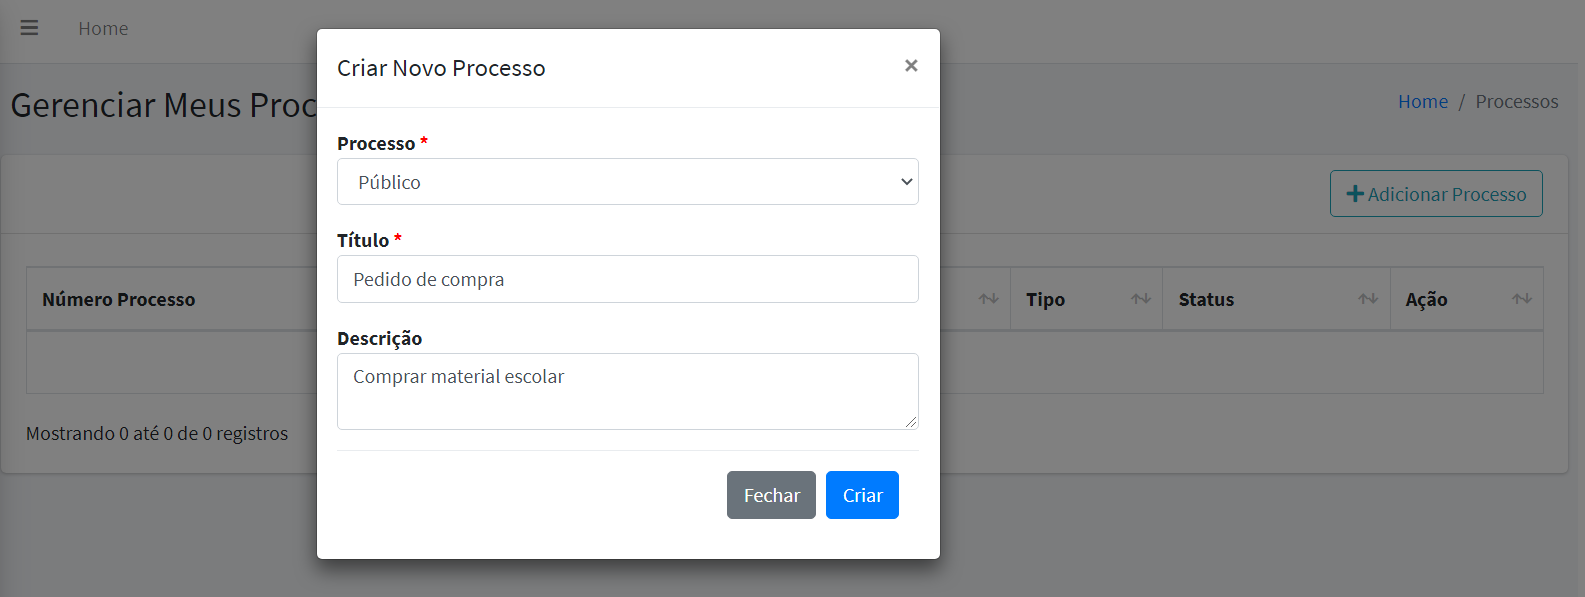 Home
Gerenciar Meus Proc
Home / Processos
Adicionar Processo
Número Processo
Tipo
Status
Ação
Mostrando 0 até 0 de 0 registros
Criar Novo Processo
×
Processo *
Público
Título *
Pedido de compra
Descrição
Comprar material escolar
Fechar
Criar